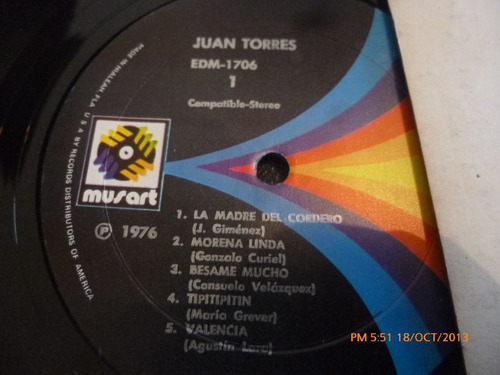 JUAN TORRES
EDM-1706
1
Compatible-Stereo
MADE IN HIALEAH FLA. U S A BY RECORDS DISTRIBUTORS OF AMERICA
musart
℗ 1976
1. LA MADRE DEL CORDERO
(J. Giménez)
2. MORENA LINDA
(Gonzalo Curiel)
3. BESAME MUCHO
(Consuelo Velázquez)
4. TIPITIPITIN
(María Grever)
5. VALENCIA
(Agustín Lara)
PM 5:51 18/OCT/2013